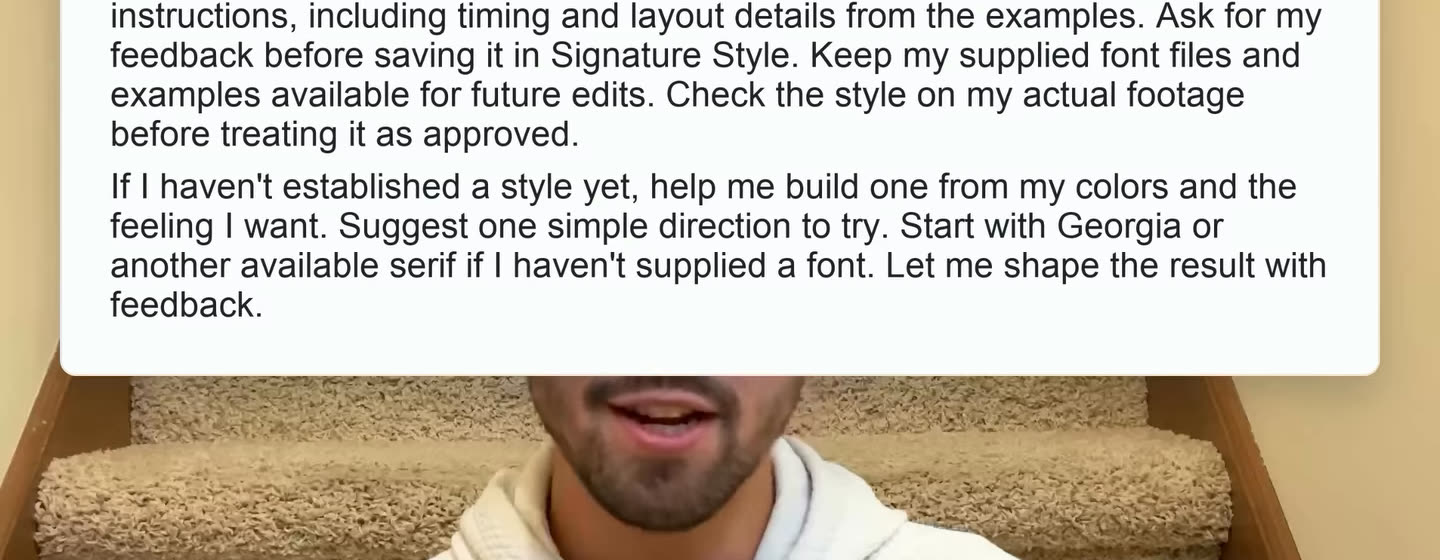 instructions, including timing and layout details from the examples. Ask for my
feedback before saving it in Signature Style. Keep my supplied font files and
examples available for future edits. Check the style on my actual footage
before treating it as approved.
If I haven't established a style yet, help me build one from my colors and the
feeling I want. Suggest one simple direction to try. Start with Georgia or
another available serif if I haven't supplied a font. Let me shape the result with
feedback.